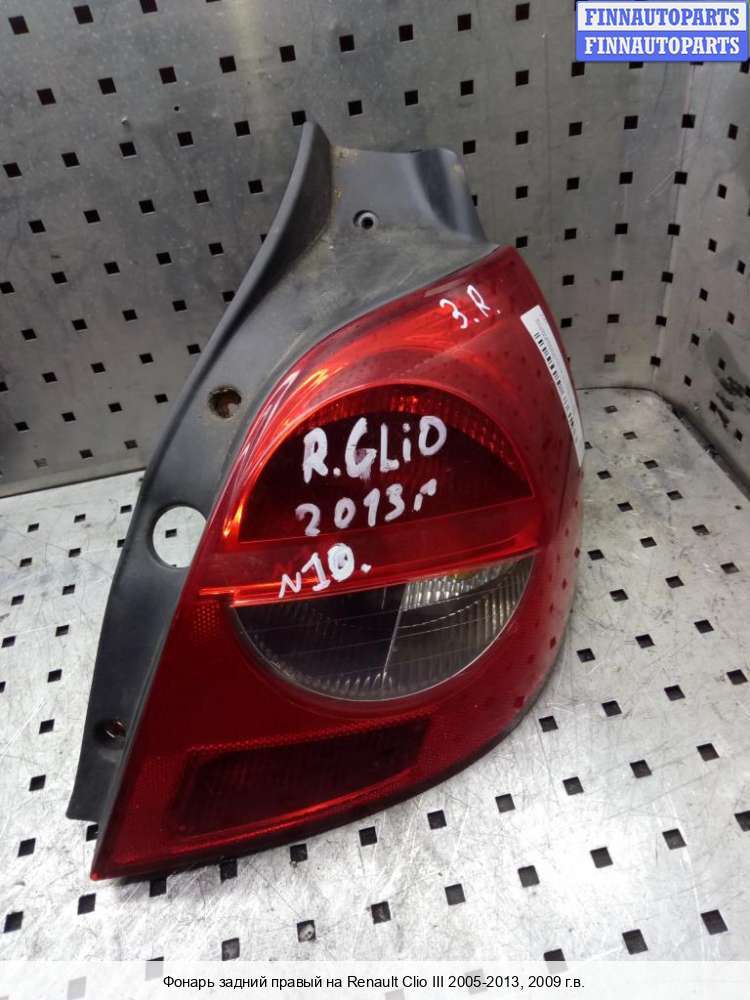 FINNAUTOPARTS
FINNAUTOPARTS
З.R.
R.GLiO
2013г
N10.
Фонарь задний правый на Renault Clio III 2005-2013, 2009 г.в.